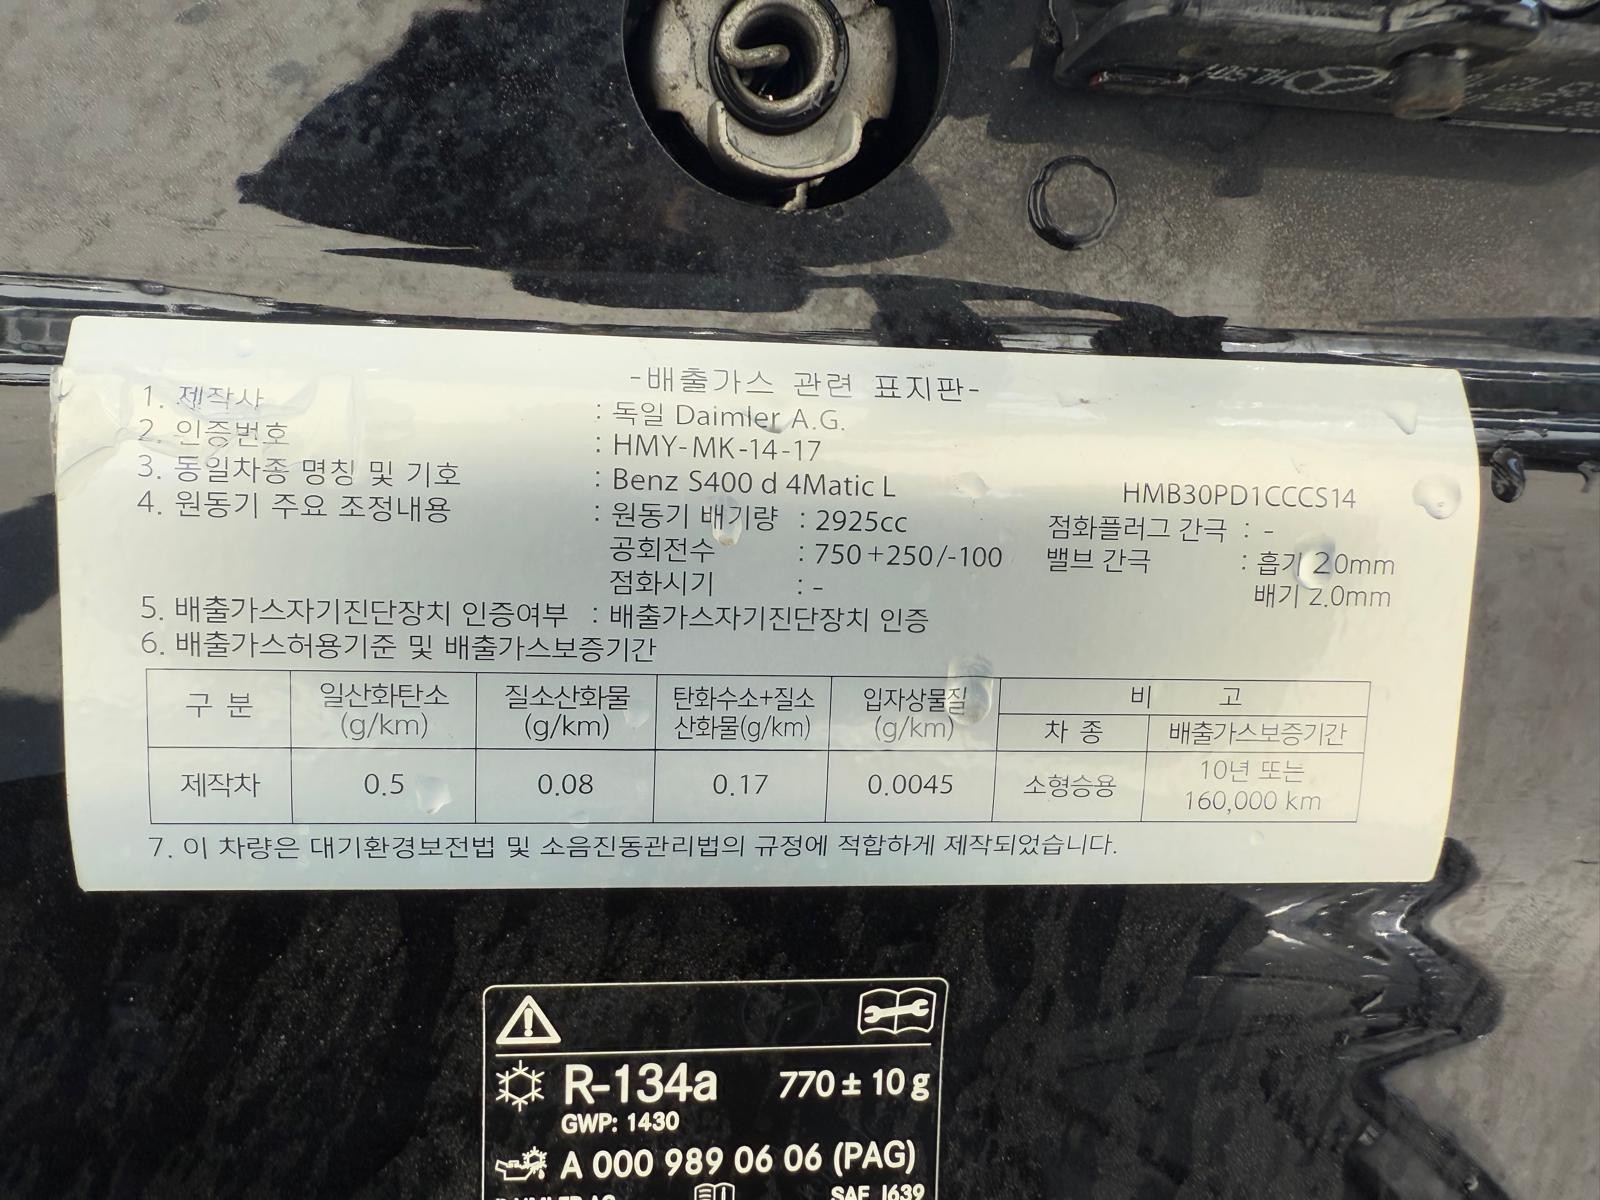 -배출가스 관련 표지판-
1. 제작사 : 독일 Daimler A.G.
2. 인증번호 : HMY-MK-14-17
3. 동일차종 명칭 및 기호 : Benz S400 d 4Matic L HMB30PD1CCCS14
4. 원동기 주요 조정내용 : 원동기 배기량 : 2925cc 점화플러그 간극 : -
공회전수 : 750+250/-100 밸브 간극 : 흡기 2.0mm
점화시기 : - 배기 2.0mm
5. 배출가스자기진단장치 인증여부 : 배출가스자기진단장치 인증
6. 배출가스허용기준 및 배출가스보증기간
구 분 일산화탄소 (g/km) 질소산화물 (g/km) 탄화수소+질소산화물(g/km) 입자상물질 (g/km) 비 고
차 종 배출가스보증기간
제작차 0.5 0.08 0.17 0.0045 소형승용 10년 또는 160,000 km
7. 이 차량은 대기환경보전법 및 소음진동관리법의 규정에 적합하게 제작되었습니다.
R-134a 770 ± 10 g
GWP: 1430
A 000 989 06 06 (PAG)
SAE J639